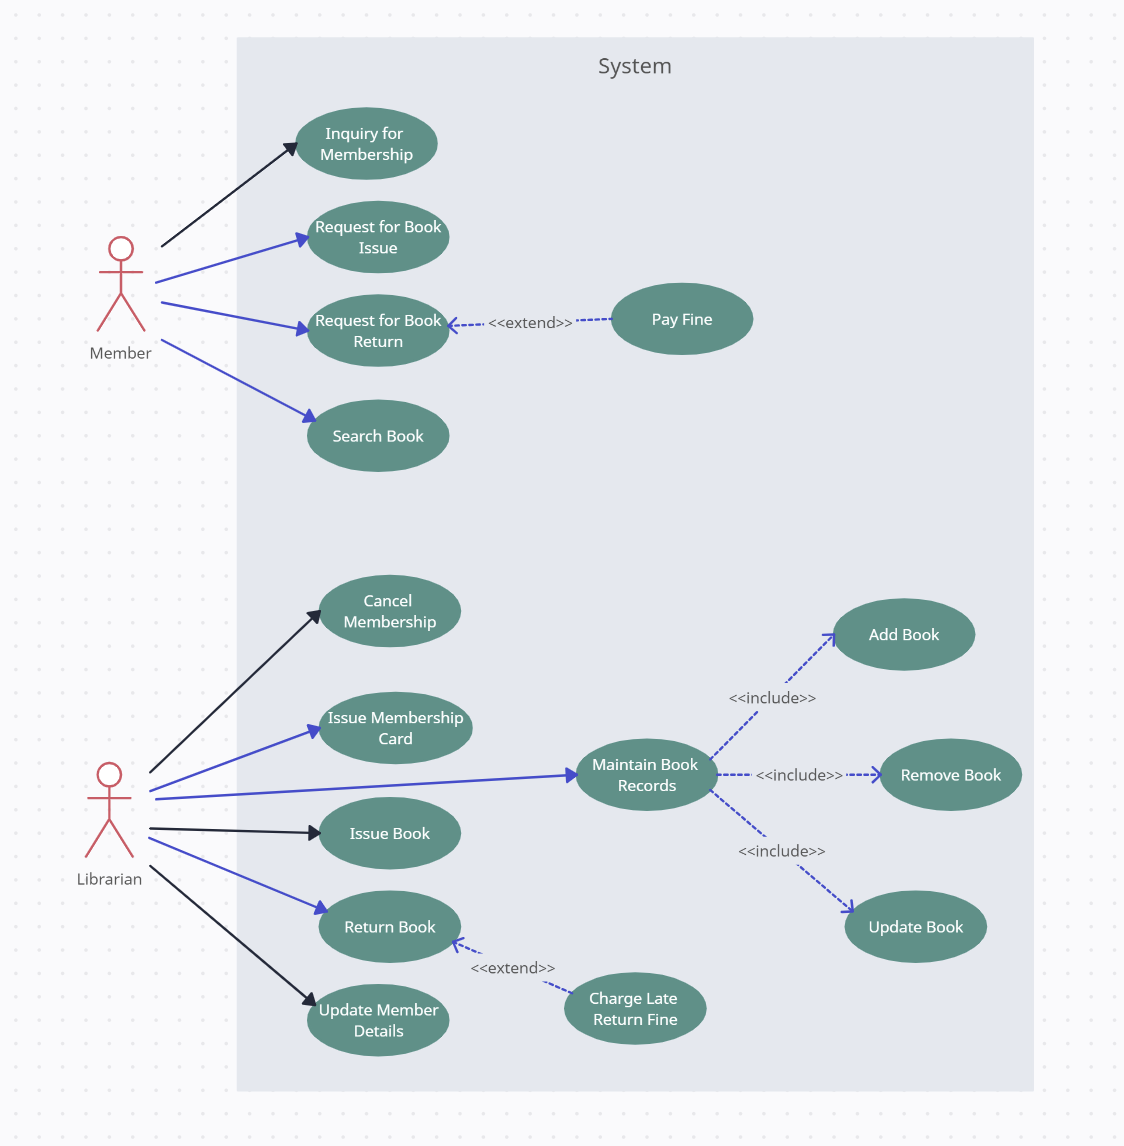 System
Inquiry for
Membership
Request for Book
Issue
Request for Book
Return
<<extend>>
Pay Fine
Member
Search Book
Cancel
Membership
Add Book
<<include>>
Issue Membership
Card
Maintain Book
Records
<<include>>
Remove Book
Issue Book
<<include>>
Librarian
Return Book
Update Book
<<extend>>
Charge Late
Return Fine
Update Member
Details